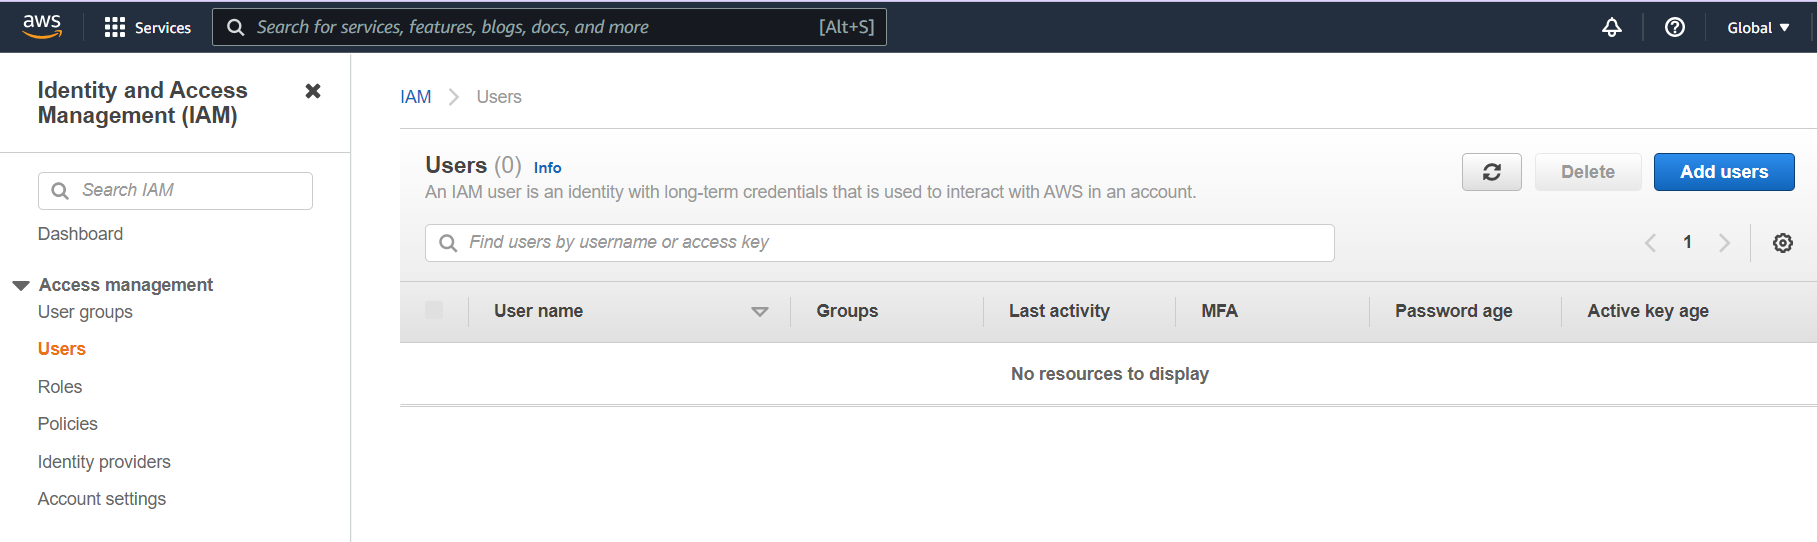 aws Services Search for services, features, blogs, docs, and more [Alt+S] Global
Identity and Access
Management (IAM)
Search IAM
Dashboard
Access management
User groups
Users
Roles
Policies
Identity providers
Account settings
IAM Users
Users (0) Info
An IAM user is an identity with long-term credentials that is used to interact with AWS in an account.
Delete Add users
Find users by username or access key
1
User name Groups Last activity MFA Password age Active key age
No resources to display